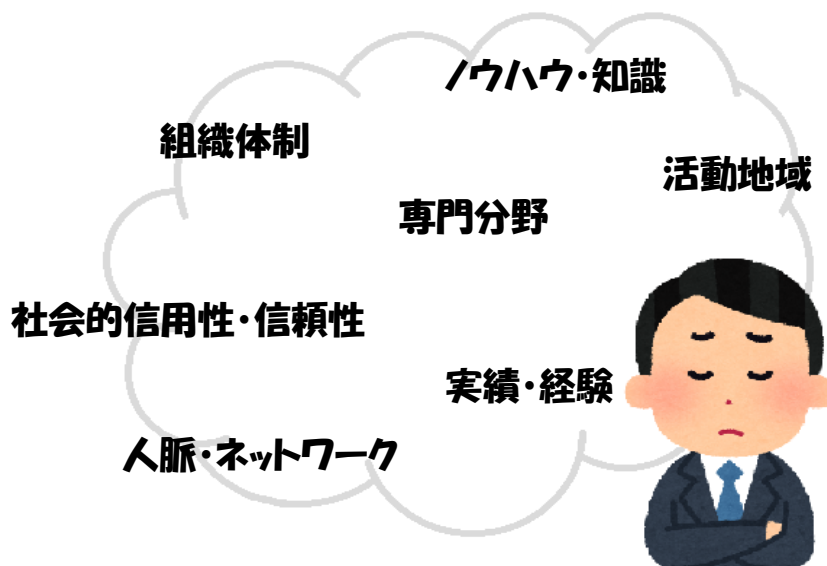 ノウハウ・知識
組織体制
活動地域
専門分野
社会的信用性・信頼性
実績・経験
人脈・ネットワーク